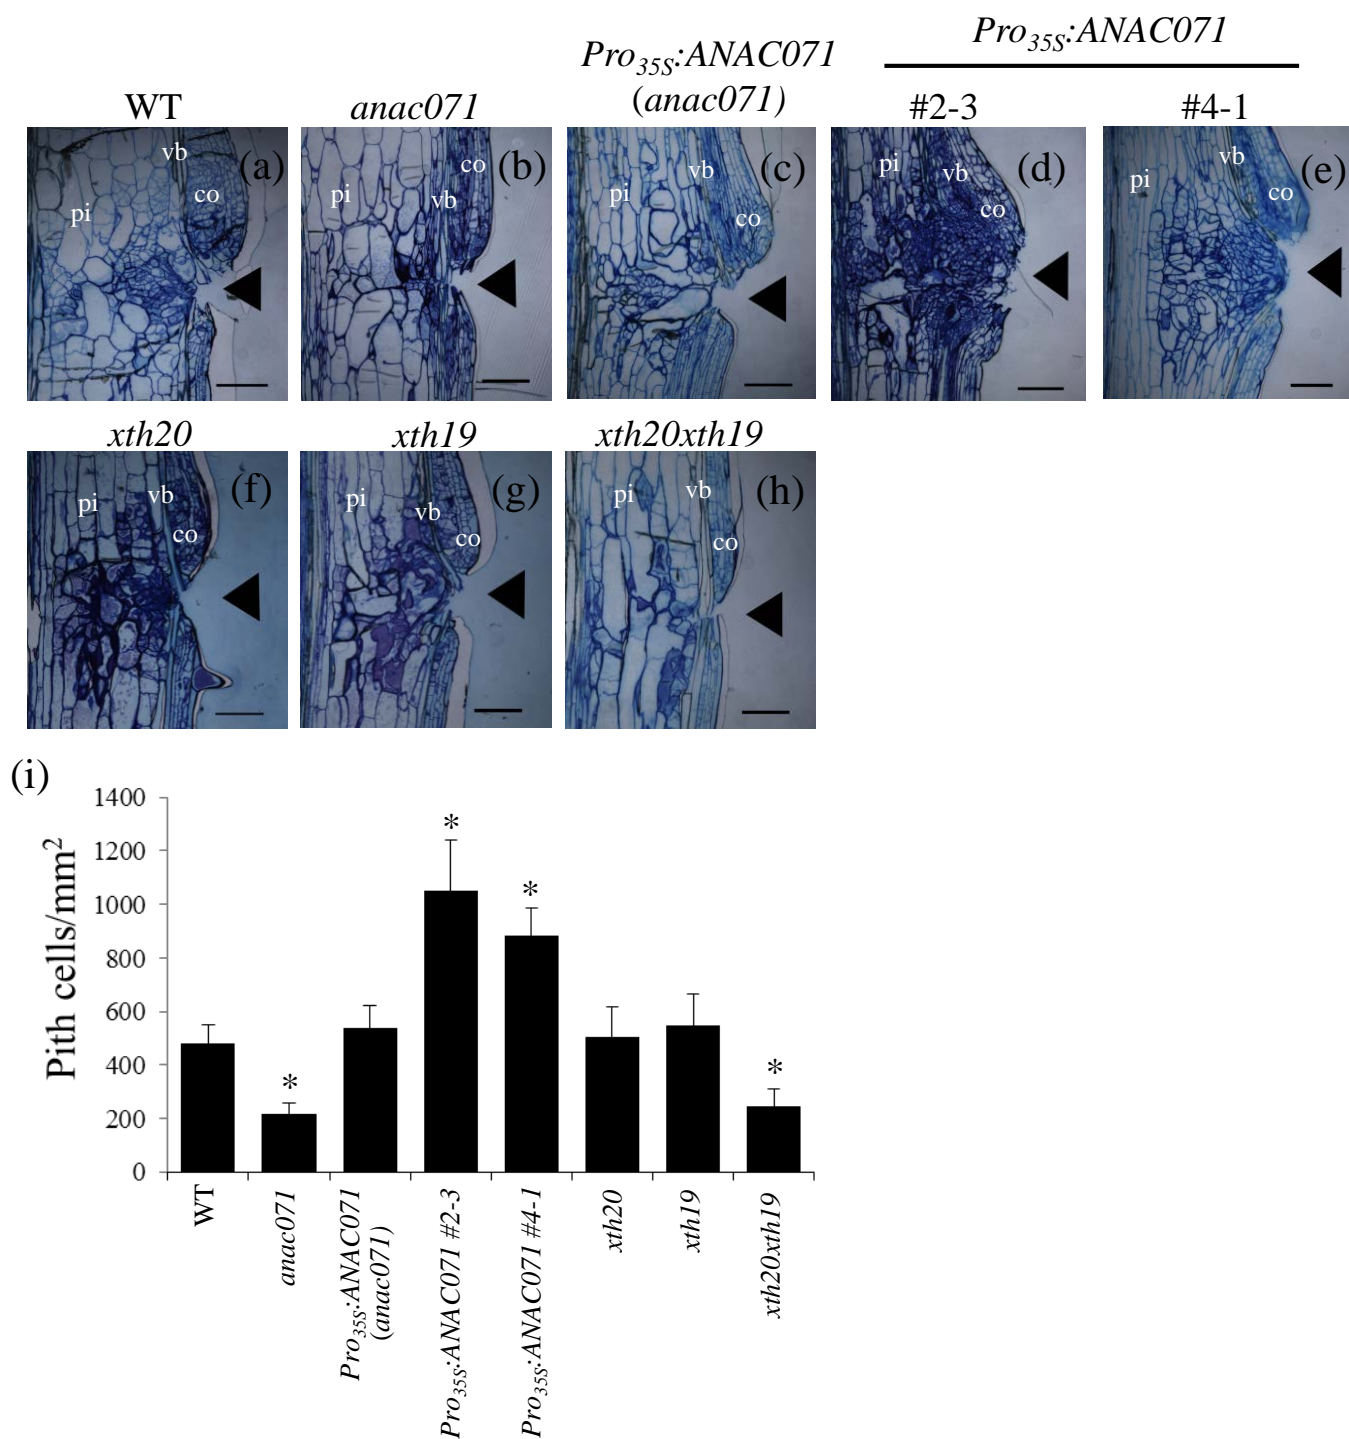 Pro35S:ANAC071
Pro35S:ANAC071
(anac071)
WT
anac071
#2-3
#4-1
(a)
vb
co
pi
(b)
co
pi
vb
(c)
pi
vb
co
(d)
pi
vb
co
(e)
vb
pi
co
xth20
xth19
xth20xth19
(f)
vb
pi
co
(g)
pi
vb
co
(h)
pi
vb
co
(i)
Pith cells/mm2
1400
1200
1000
800
600
400
200
0
*
*
*
*
WT
anac071
Pro35S:ANAC071
(anac071)
Pro35S:ANAC071 #2-3
Pro35S:ANAC071 #4-1
xth20
xth19
xth20xth19